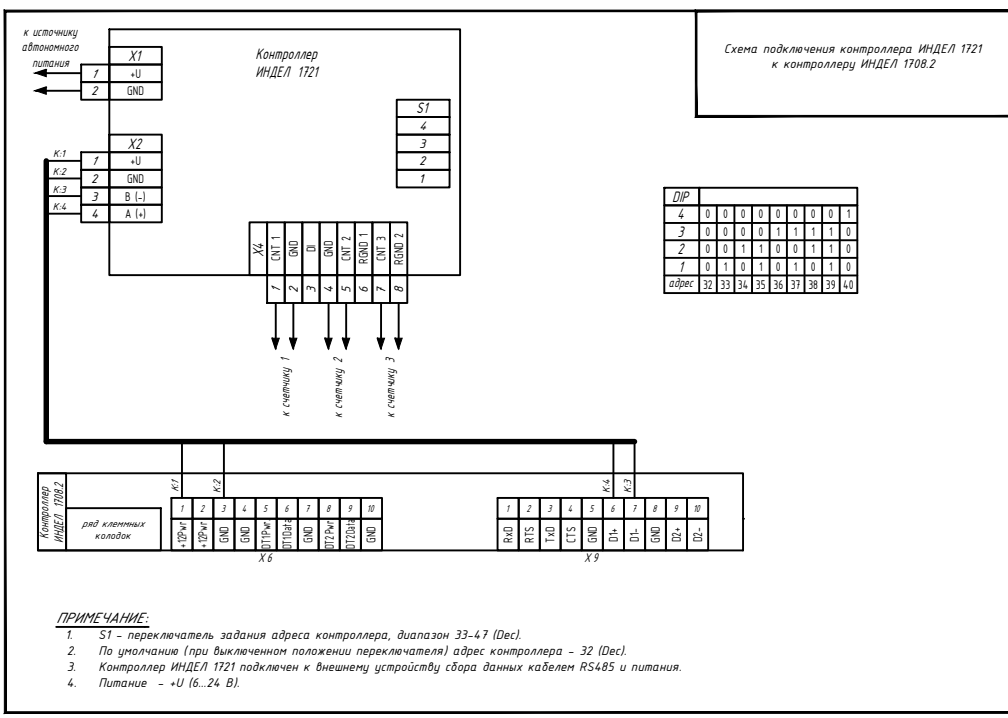 к источнику
автономного
питания
X1
1 +U
2 GND
Контроллер
ИНДЕЛ 1721
Схема подключения контроллера ИНДЕЛ 1721
к контроллеру ИНДЕЛ 1708.2
S1
4
3
2
1
X2
К:1 1 +U
К:2 2 GND
К:3 3 B (-)
К:4 4 A (+)
DIP
4 0 0 0 0 0 0 0 0 1
3 0 0 0 0 1 1 1 1 0
2 0 0 1 1 0 0 1 1 0
1 0 1 0 1 0 1 0 1 0
адрес 32 33 34 35 36 37 38 39 40
X4
CNT 1 GND DI GND CNT 2 RGND 1 CNT 3 RGND 2
1 2 3 4 5 6 7 8
к счетчику 1
к счетчику 2
к счетчику 3
Контроллер
ИНДЕЛ 1708.2
ряд клеммных
колодок
К:1 К:2
1 2 3 4 5 6 7 8 9 10
+12Pwr +12Pwr GND GND DT1Pwr DT1Data GND DT2Pwr DT2Data GND
X6
К:4 К:3
1 2 3 4 5 6 7 8 9 10
RxD RTS TxD CTS GND D1+ D1- GND D2+ D2-
X9
ПРИМЕЧАНИЕ:
1. S1 - переключатель задания адреса контроллера, диапазон 33-47 (Dec).
2. По умолчанию (при выключенном положении переключателя) адрес контроллера - 32 (Dec).
3. Контроллер ИНДЕЛ 1721 подключен к внешнему устройству сбора данных кабелем RS485 и питания.
4. Питание - +U (6...24 В).